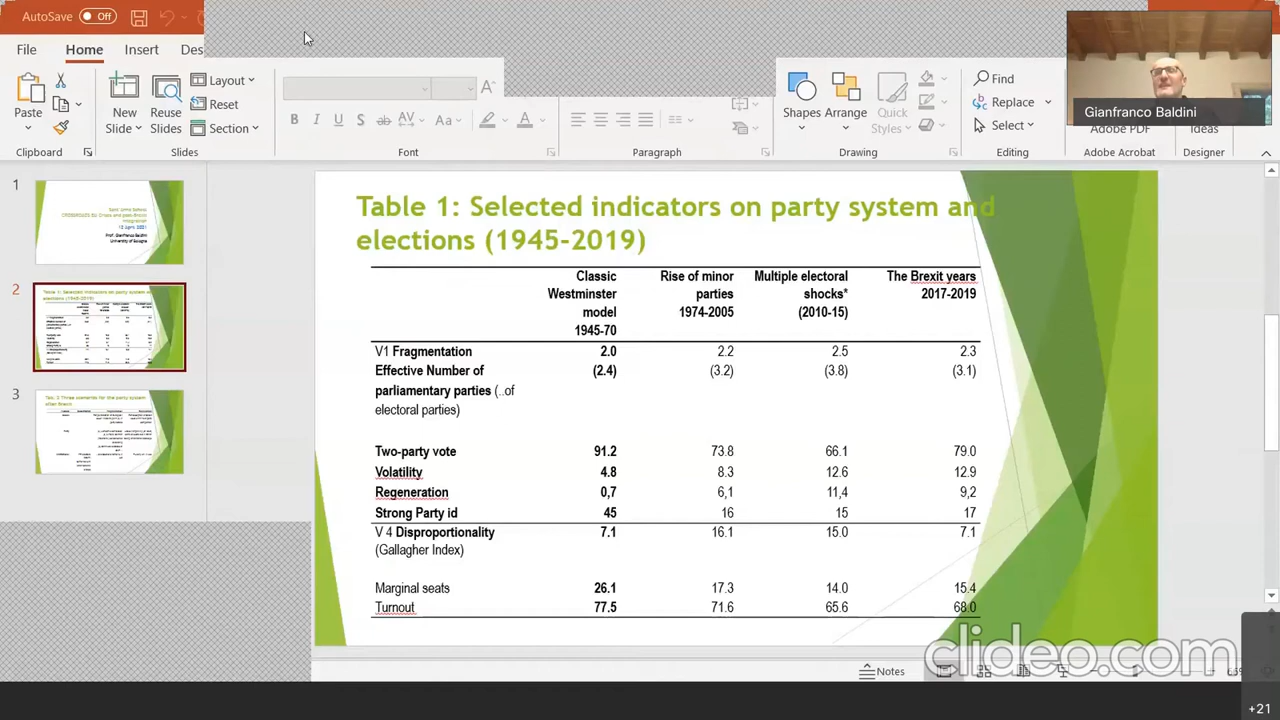 AutoSave Off
File Home Insert Des
Paste
Clipboard
New Slide
Reuse Slides
Layout
Reset
Section
Slides
Font
Paragraph
Shapes
Arrange
Quick Styles
Drawing
Find
Replace
Select
Editing
Adobe PDF
Adobe Acrobat
Ideas
Designer
Gianfranco Baldini
1
2
3
Table 1: Selected indicators on party system and
elections (1945-2019)
Classic Westminster model 1945-70
Rise of minor parties 1974-2005
Multiple electoral shocks* (2010-15)
The Brexit years 2017-2019
V1 Fragmentation 2.0 2.2 2.5 2.3
Effective Number of (2.4) (3.2) (3.8) (3.1)
parliamentary parties (..of
electoral parties)
Two-party vote 91.2 73.8 66.1 79.0
Volatility 4.8 8.3 12.6 12.9
Regeneration 0,7 6,1 11,4 9,2
Strong Party id 45 16 15 17
V 4 Disproportionality 7.1 16.1 15.0 7.1
(Gallagher Index)
Marginal seats 26.1 17.3 14.0 15.4
Turnout 77.5 71.6 65.6 68.0
Notes
clideo.com
+21